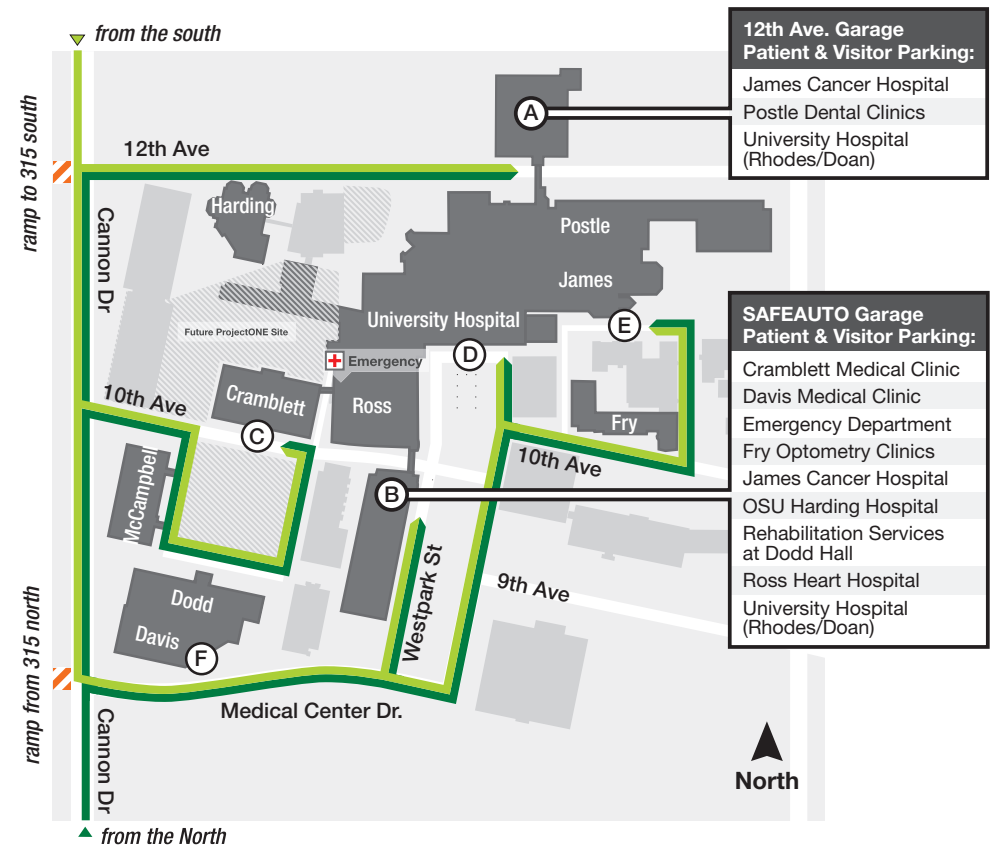 from the south
12th Ave. Garage
Patient & Visitor Parking:
James Cancer Hospital
Postle Dental Clinics
University Hospital
(Rhodes/Doan)
A
ramp to 315 south
12th Ave
Cannon Dr
Harding
Postle
James
Future ProjectONE Site
University Hospital
E
D
Emergency
SAFEAUTO Garage
Patient & Visitor Parking:
Cramblett Medical Clinic
Davis Medical Clinic
Emergency Department
Fry Optometry Clinics
James Cancer Hospital
OSU Harding Hospital
Rehabilitation Services
at Dodd Hall
Ross Heart Hospital
University Hospital
(Rhodes/Doan)
10th Ave
Cramblett
Ross
Fry
C
10th Ave
McCampbell
B
Westpark St
9th Ave
Dodd
Davis
F
ramp from 315 north
Medical Center Dr.
Cannon Dr
North
from the North